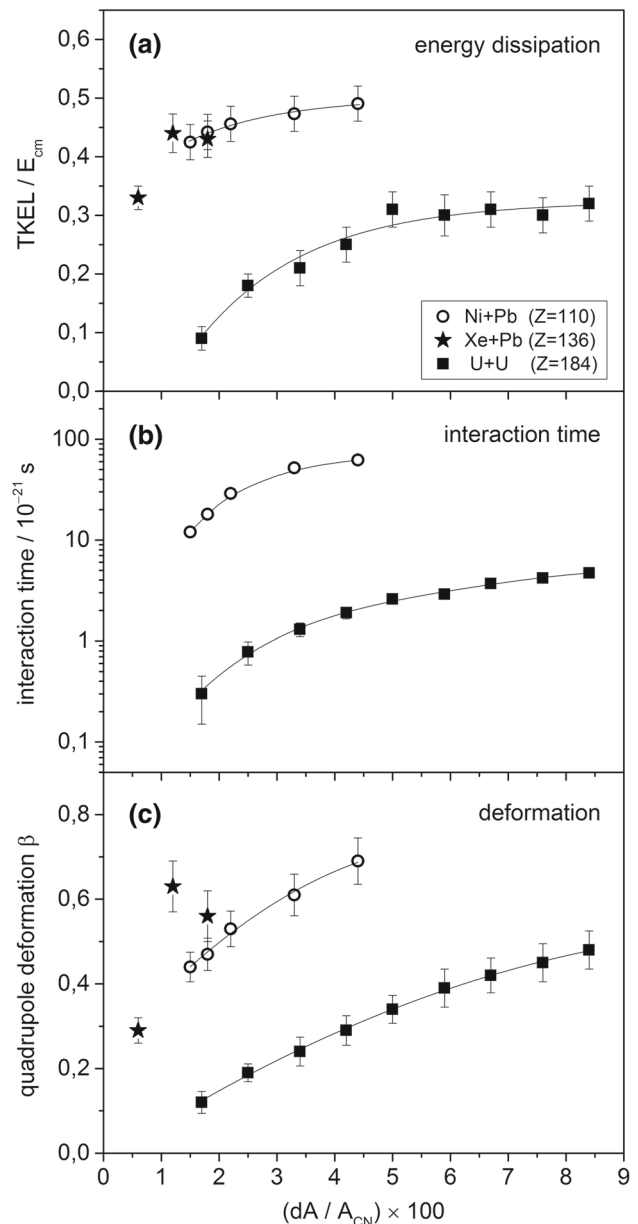 (a) energy dissipation
TKEL / E_cm
0,6
0,5
0,4
0,3
0,2
0,1
0,0
Ni+Pb (Z=110)
Xe+Pb (Z=136)
U+U (Z=184)
(b) interaction time
interaction time / 10⁻²¹ s
100
10
1
0,1
(c) deformation
quadrupole deformation β
0,8
0,6
0,4
0,2
0,0
0 1 2 3 4 5 6 7 8 9
(dA / A_CN) × 100